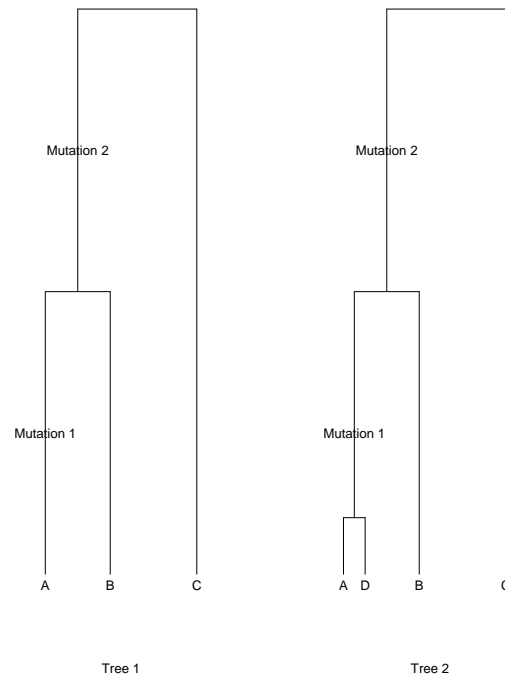 Mutation 2
Mutation 2
Mutation 1
Mutation 1
A B C
A D B
Tree 1
Tree 2